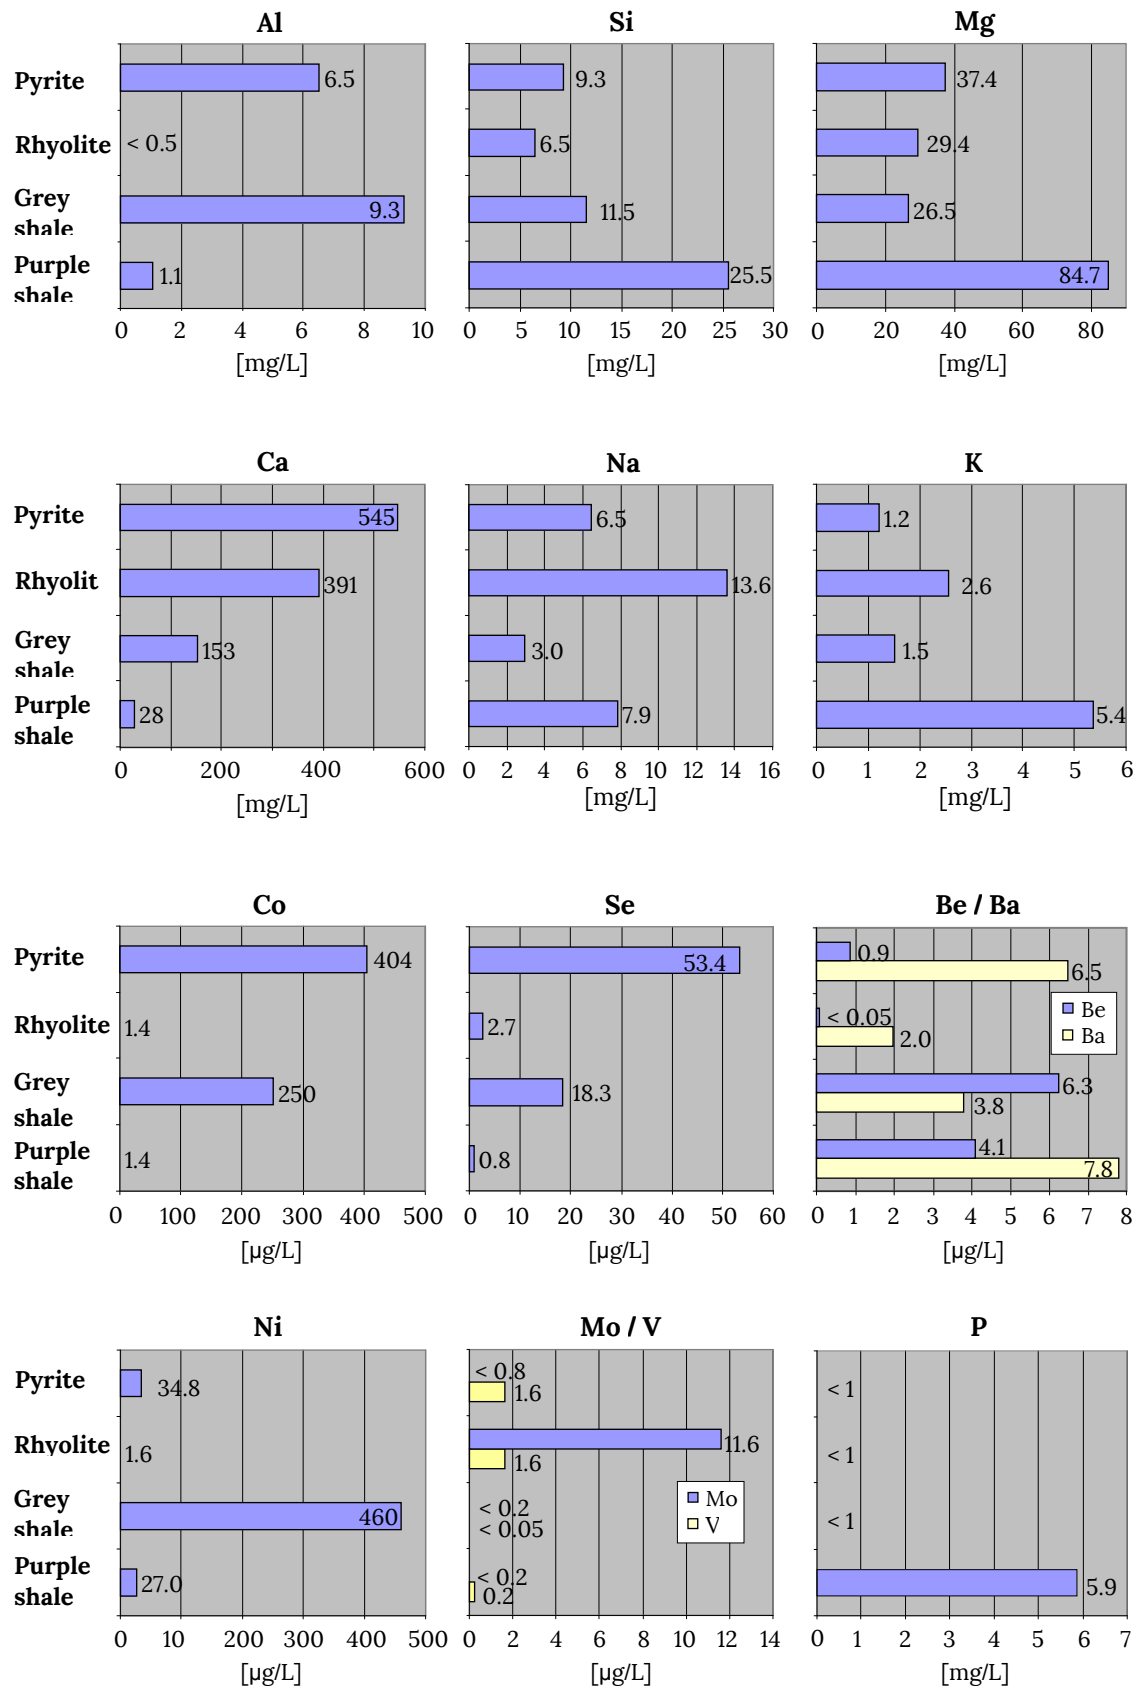 Al Si Mg
Pyrite 6.5 9.3 37.4
Rhyolite < 0.5 6.5 29.4
Grey
shale 9.3 11.5 26.5
Purple
shale 1.1 25.5 84.7
0 2 4 6 8 10 0 5 10 15 20 25 30 0 20 40 60 80
[mg/L] [mg/L] [mg/L]
Ca Na K
Pyrite 545 6.5 1.2
Rhyolit 391 13.6 2.6
Grey
shale 153 3.0 1.5
Purple
shale 28 7.9 5.4
0 200 400 600 0 2 4 6 8 10 12 14 16 0 1 2 3 4 5 6
[mg/L] [mg/L] [mg/L]
Co Se Be / Ba
Pyrite 404 53.4 0.9
6.5
Be
Ba
Rhyolite 1.4 2.7 < 0.05
2.0
Grey
shale 250 18.3 6.3
3.8
Purple
shale 1.4 0.8 4.1
7.8
0 100 200 300 400 500 0 10 20 30 40 50 60 0 1 2 3 4 5 6 7 8
[µg/L] [µg/L] [µg/L]
Ni Mo / V P
Pyrite 34.8 < 0.8 < 1
1.6
Rhyolite 1.6 11.6 < 1
1.6
Mo
V
Grey
shale 460 < 0.2 < 1
< 0.05
Purple
shale 27.0 < 0.2 5.9
0.2
0 10 200 300 400 500 0 2 4 6 8 10 12 14 0 1 2 3 4 5 6 7
[µg/L] [µg/L] [mg/L]